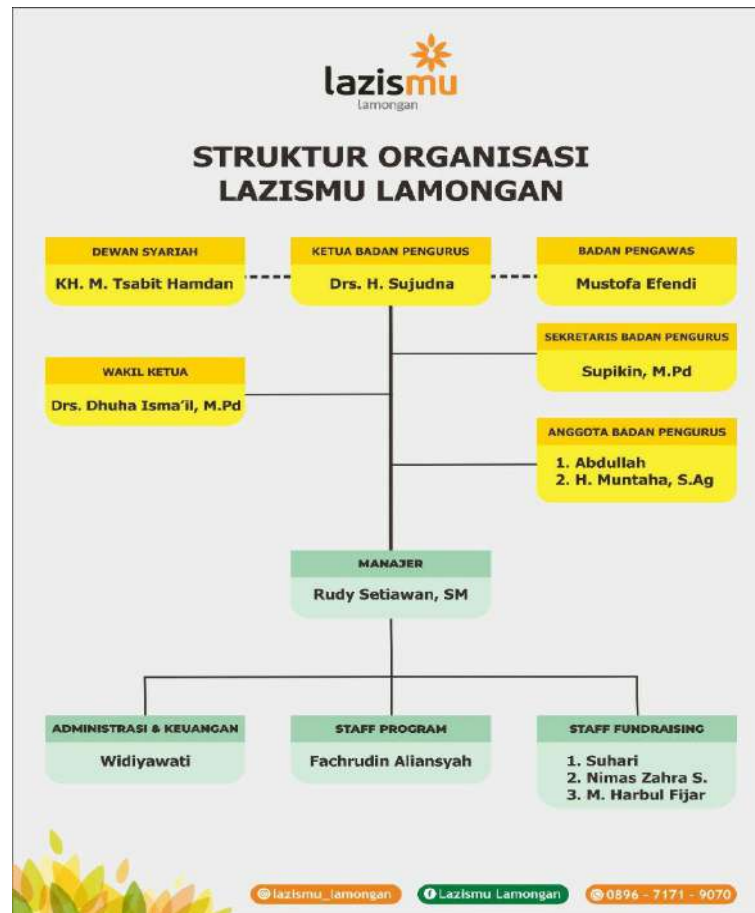 lazismu
lamongan
STRUKTUR ORGANISASI
LAZISMU LAMONGAN
DEWAN SYARIAH
KH. M. Tsabit Hamdan
KETUA BADAN PENGURUS
Drs. H. Sujudna
BADAN PENGAWAS
Mustofa Efendi
SEKRETARIS BADAN PENGURUS
Supikin, M.Pd
WAKIL KETUA
Drs. Dhuha Isma'il, M.Pd
ANGGOTA BADAN PENGURUS
1. Abdullah
2. H. Muntaha, S.Ag
MANAJER
Rudy Setiawan, SM
ADMINISTRASI & KEUANGAN
Widiyawati
STAFF PROGRAM
Fachrudin Aliansyah
STAFF FUNDRAISING
1. Suhari
2. Nimas Zahra S.
3. M. Harbul Fijar
lazismu_lamongan
Lazismu Lamongan
0896 - 7171 - 9070